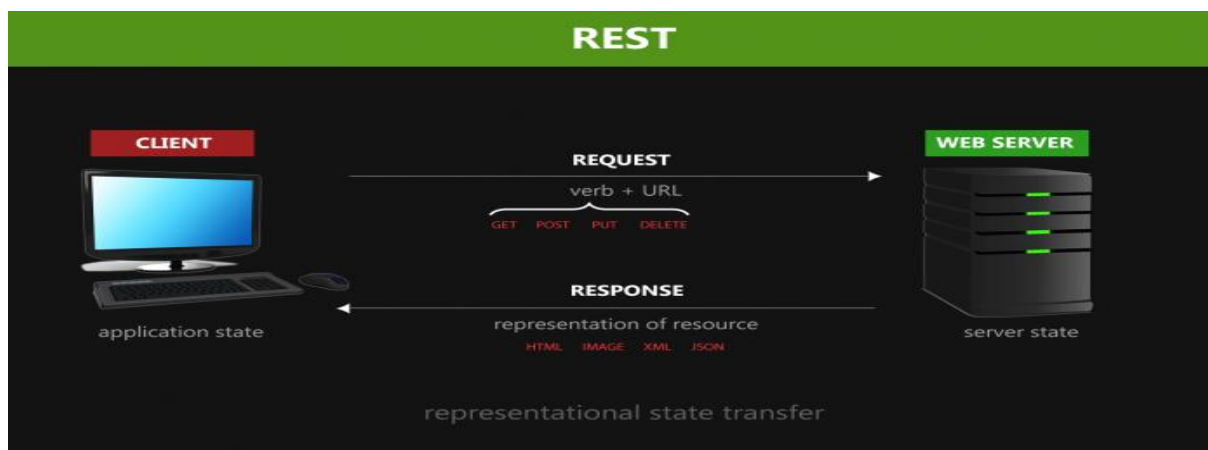 REST
CLIENT
WEB SERVER
REQUEST
verb + URL
GET POST PUT DELETE
RESPONSE
representation of resource
HTML IMAGE XML JSON
application state
server state
representational state transfer